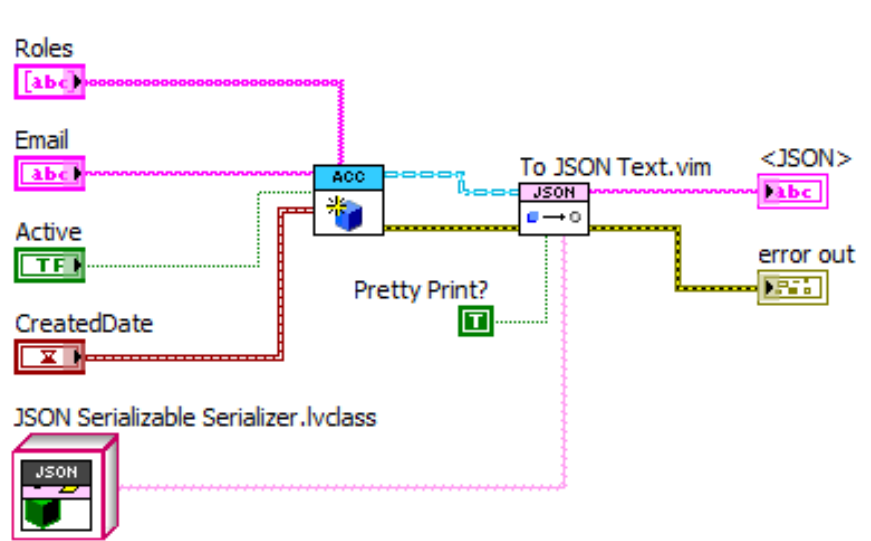 Roles
[abc]
Email
abc
ACC
To JSON Text.vim
JSON
<JSON>
abc
Active
TF
error out
Pretty Print?
T
CreatedDate
JSON Serializable Serializer.lvclass
JSON